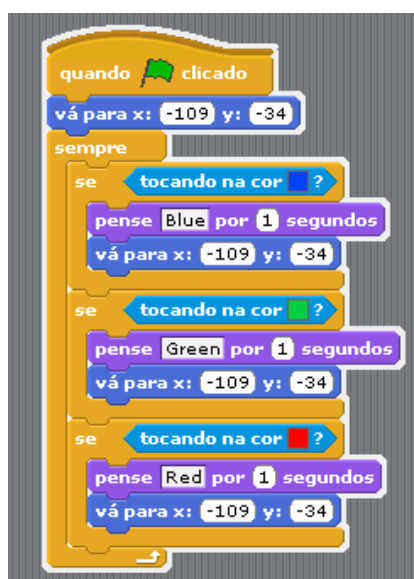 quando clicado
vá para x: -109 y: -34
sempre
se tocando na cor ?
pense Blue por 1 segundos
vá para x: -109 y: -34
se tocando na cor ?
pense Green por 1 segundos
vá para x: -109 y: -34
se tocando na cor ?
pense Red por 1 segundos
vá para x: -109 y: -34